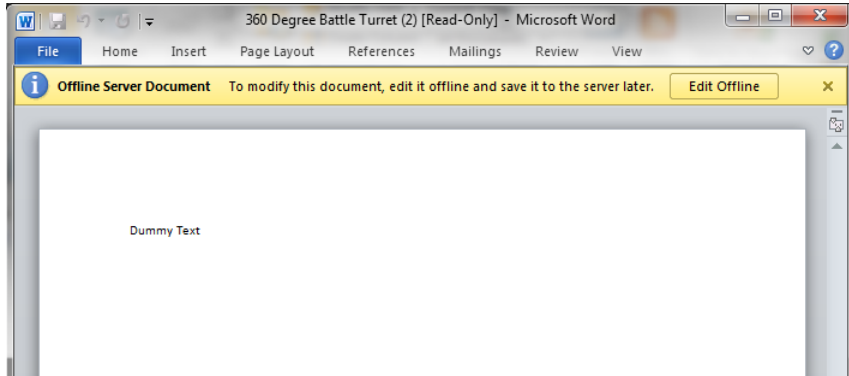 360 Degree Battle Turret (2) [Read-Only] - Microsoft Word
File Home Insert Page Layout References Mailings Review View
Offline Server Document To modify this document, edit it offline and save it to the server later. Edit Offline
Dummy Text